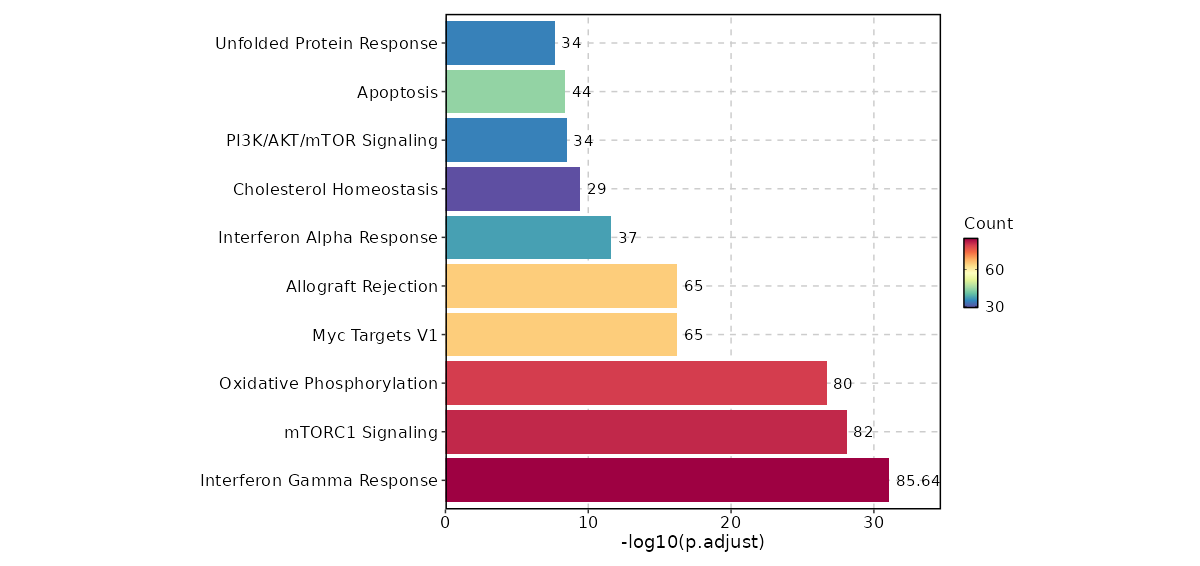 Unfolded Protein Response 34
Apoptosis 44
PI3K/AKT/mTOR Signaling 34
Cholesterol Homeostasis 29
Interferon Alpha Response 37
Allograft Rejection 65
Myc Targets V1 65
Oxidative Phosphorylation 80
mTORC1 Signaling 82
Interferon Gamma Response 85.64
0 10 20 30
-log10(p.adjust)
Count
60
30